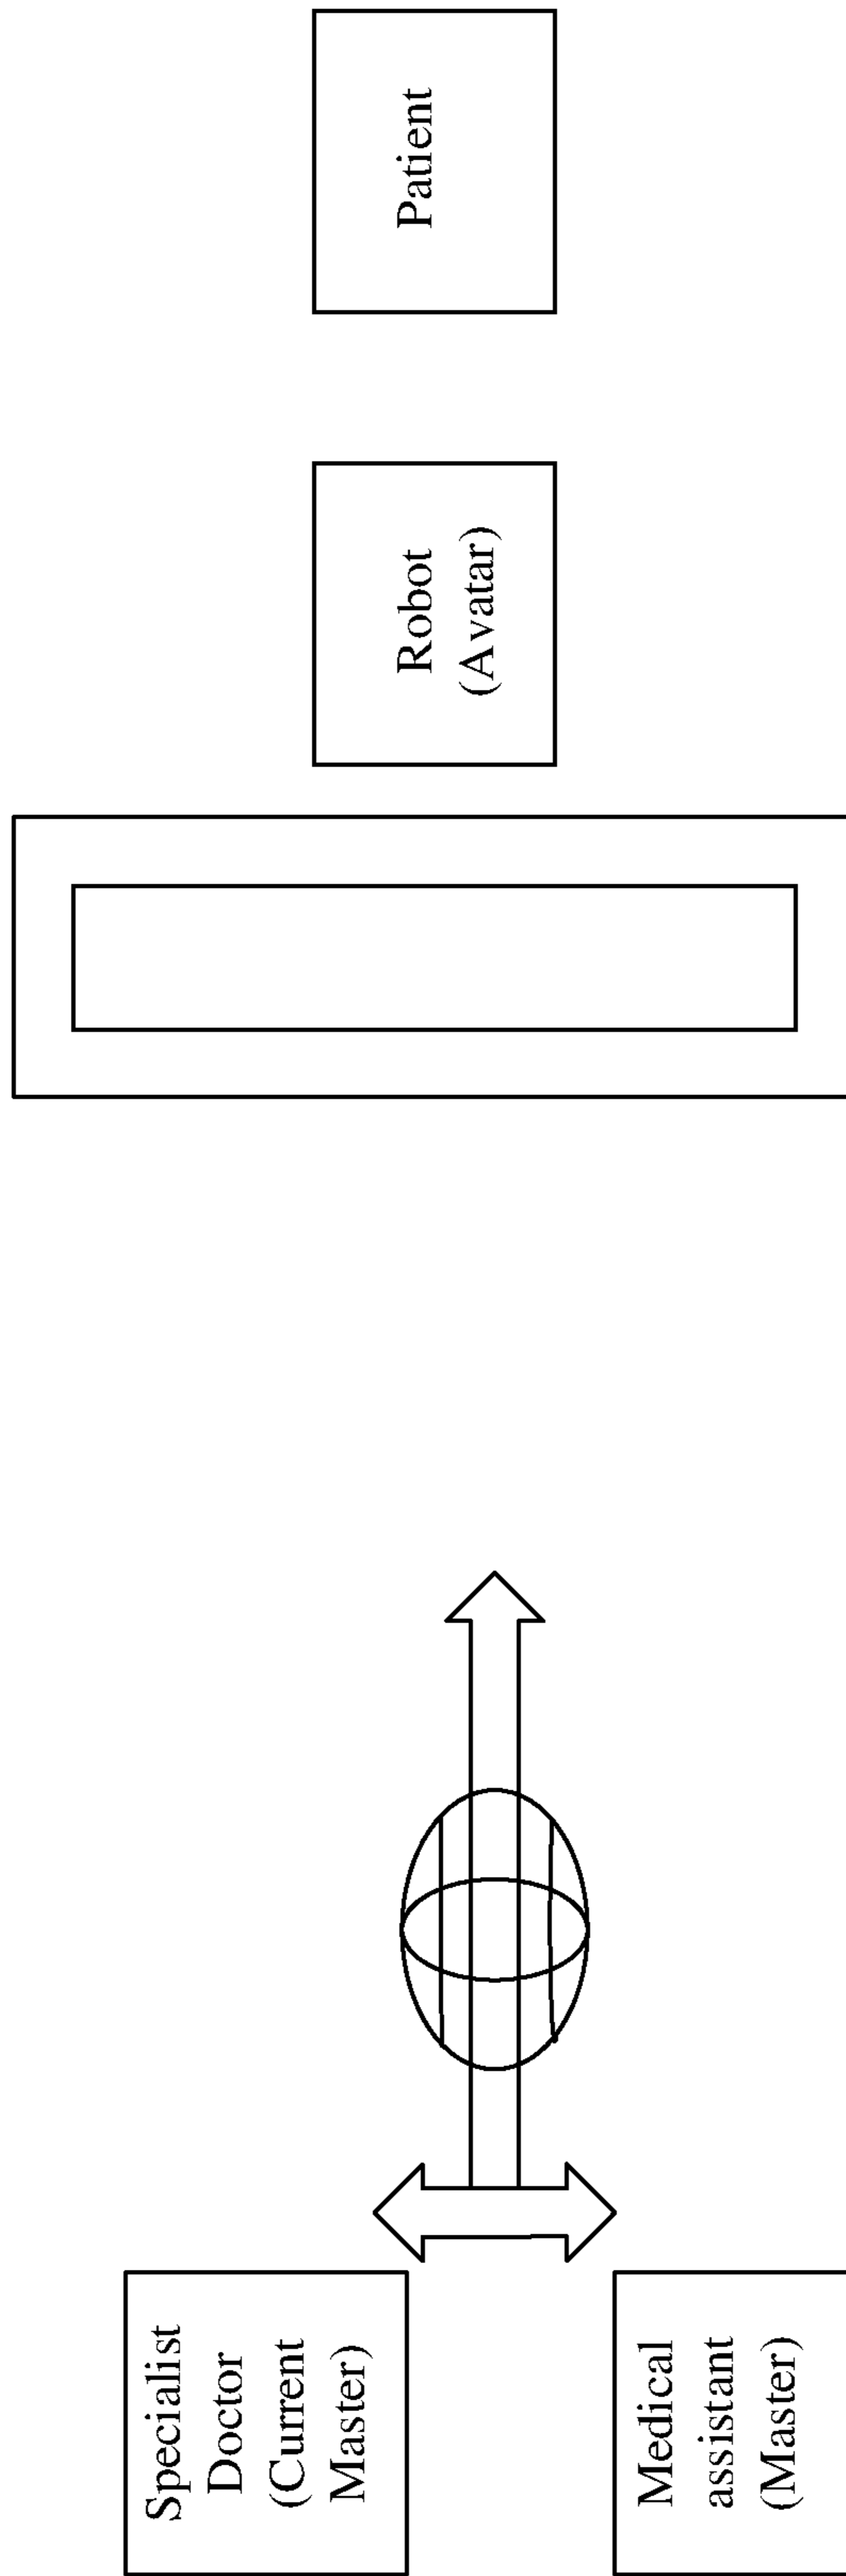 Specialist
Doctor
(Current
Master)
Medical
assistant
(Master)
Robot
(Avatar)
Patient